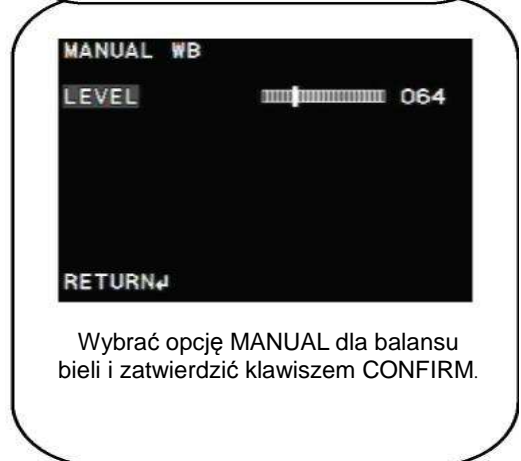 MANUAL WB
LEVEL 064
RETURN↲
Wybrać opcję MANUAL dla balansu
bieli i zatwierdzić klawiszem CONFIRM.